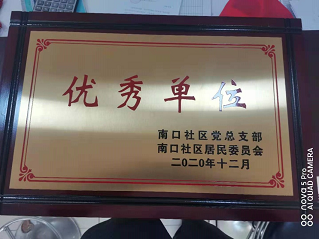 优秀单位
南口社区党总支部
南口社区居民委员会
二〇二〇年十二月
nova 5 Pro
AI QUAD CAMERA